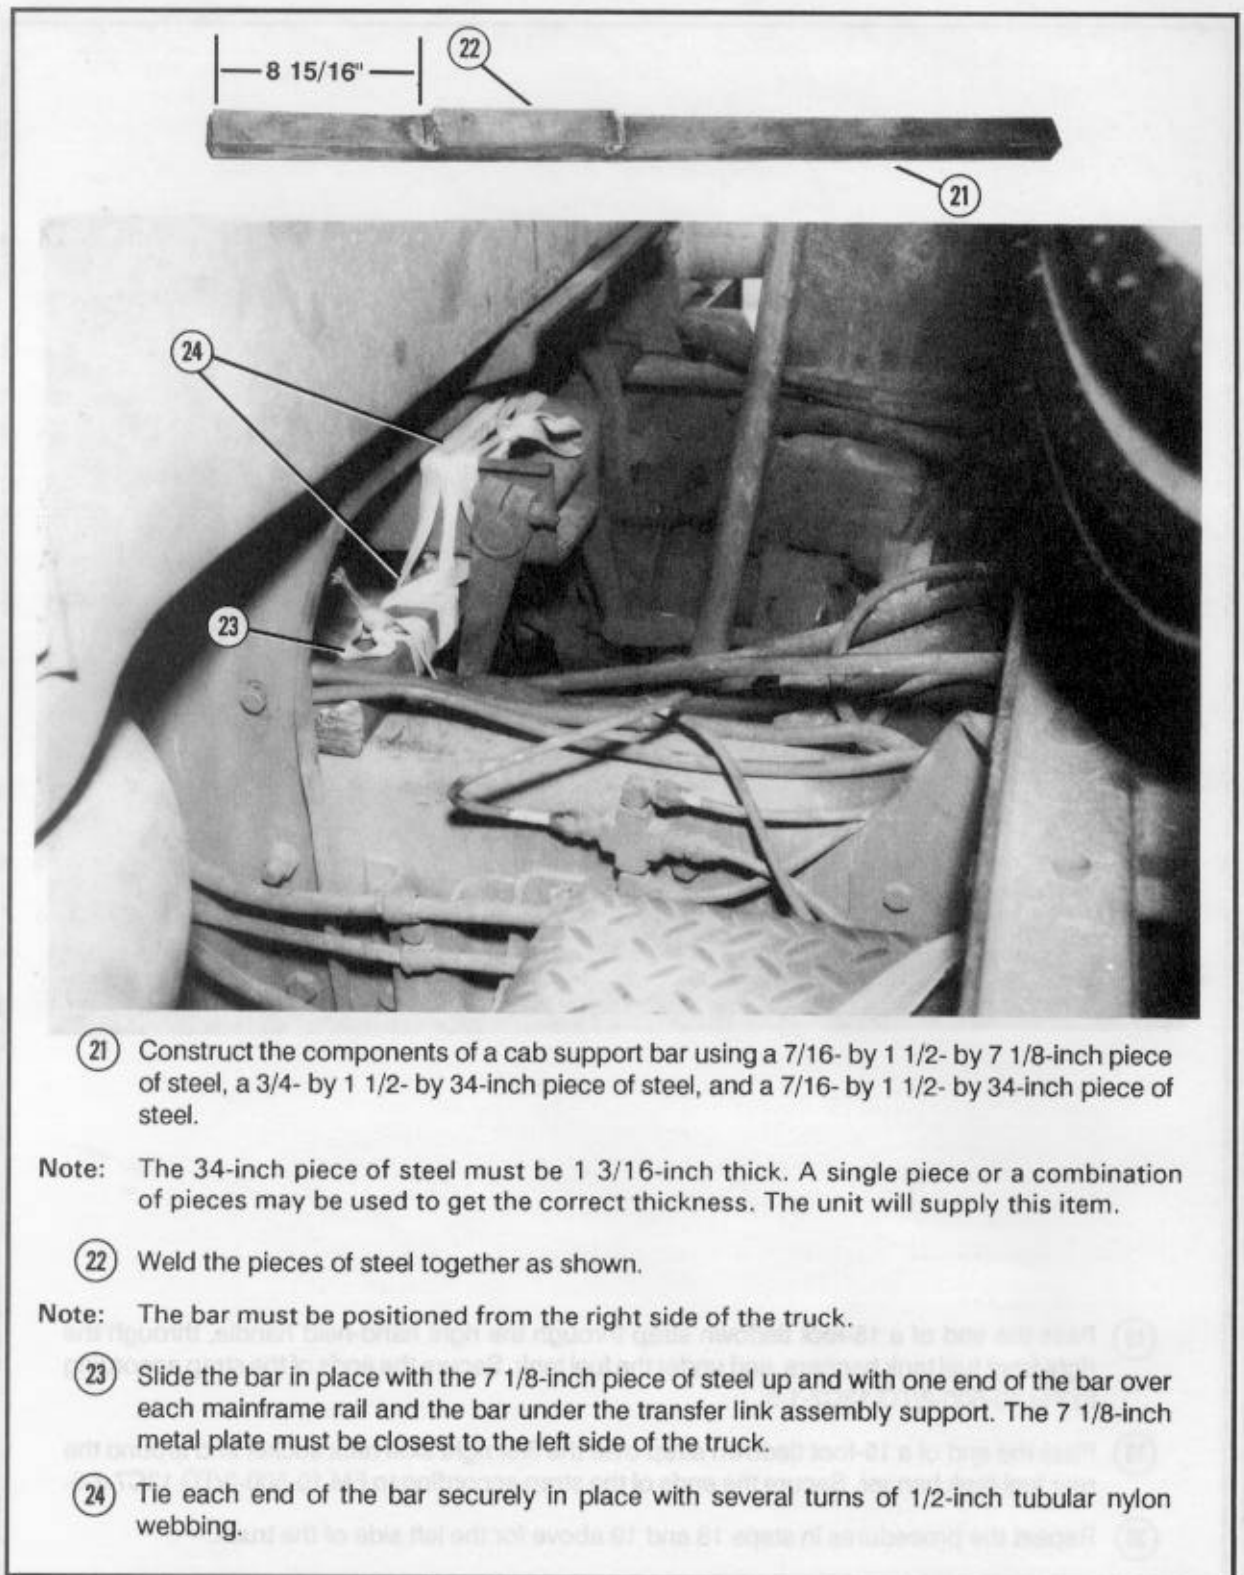 8 15/16"
22
21
24
23
21 Construct the components of a cab support bar using a 7/16- by 1 1/2- by 7 1/8-inch piece
of steel, a 3/4- by 1 1/2- by 34-inch piece of steel, and a 7/16- by 1 1/2- by 34-inch piece of
steel.
Note: The 34-inch piece of steel must be 1 3/16-inch thick. A single piece or a combination
of pieces may be used to get the correct thickness. The unit will supply this item.
22 Weld the pieces of steel together as shown.
Note: The bar must be positioned from the right side of the truck.
23 Slide the bar in place with the 7 1/8-inch piece of steel up and with one end of the bar over
each mainframe rail and the bar under the transfer link assembly support. The 7 1/8-inch
metal plate must be closest to the left side of the truck.
24 Tie each end of the bar securely in place with several turns of 1/2-inch tubular nylon
webbing.